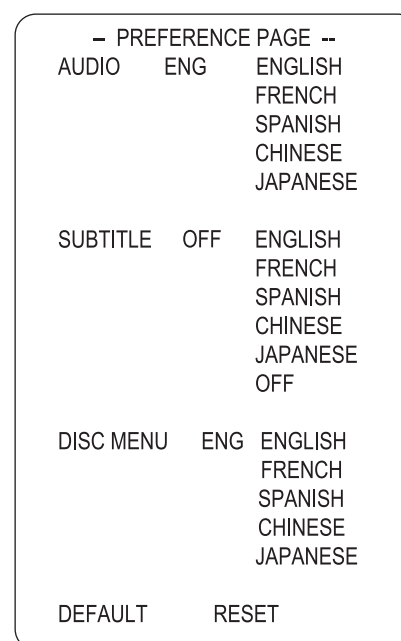 – PREFERENCE PAGE --
AUDIO ENG ENGLISH
FRENCH
SPANISH
CHINESE
JAPANESE
SUBTITLE OFF ENGLISH
FRENCH
SPANISH
CHINESE
JAPANESE
OFF
DISC MENU ENG ENGLISH
FRENCH
SPANISH
CHINESE
JAPANESE
DEFAULT RESET